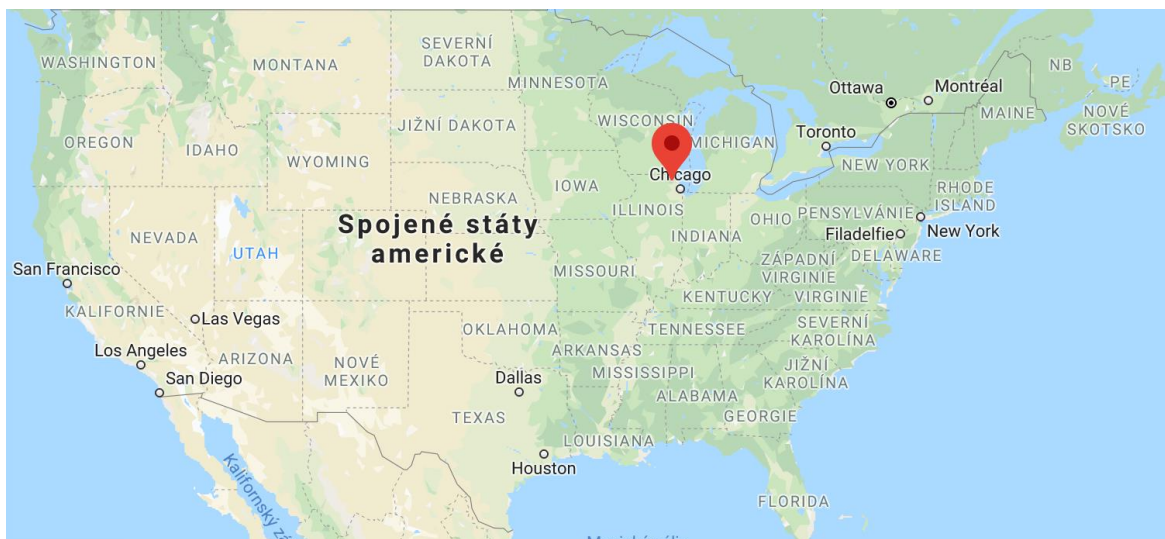 WASHINGTON
MONTANA
SEVERNÍ
DAKOTA
MINNESOTA
Ottawa
Montréal
NB
PE
MAINE
NOVÉ
SKOTSKO
OREGON
IDAHO
WYOMING
JIŽNÍ DAKOTA
WISCONSIN
MICHIGAN
Toronto
NEW YORK
NEBRASKA
IOWA
Chicago
ILLINOIS
INDIANA
OHIO
PENSYLVÁNIE
RHODE
ISLAND
New York
Filadelfie
Spojené státy
americké
NEVADA
UTAH
San Francisco
KALIFORNIE
MISSOURI
ZÁPADNÍ
VIRGINIE
DELAWARE
KENTUCKY
VIRGINIE
Las Vegas
Los Angeles
San Diego
ARIZONA
NOVÉ
MEXIKO
OKLAHOMA
ARKANSAS
TENNESSEE
SEVERNÍ
KAROLÍNA
MISSISSIPPI
JIŽNÍ
KAROLÍNA
Dallas
TEXAS
ALABAMA
GEORGIE
LOUISIANA
Houston
FLORIDA
Kalifornský